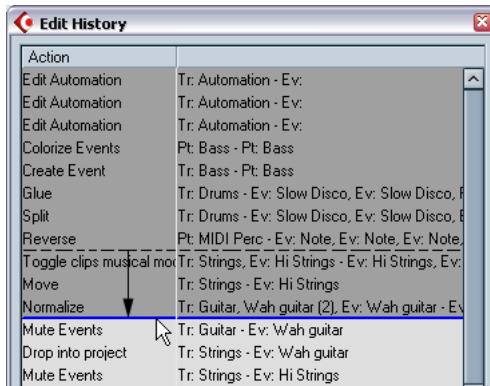 Edit History
Action
Edit Automation Tr: Automation - Ev:
Edit Automation Tr: Automation - Ev:
Edit Automation Tr: Automation - Ev:
Colorize Events Pt: Bass - Pt: Bass
Create Event Tr: Bass - Pt: Bass
Glue Tr: Drums - Ev: Slow Disco, Ev: Slow Disco,
Split Tr: Drums - Ev: Slow Disco, Ev: Slow Disco,
Reverse Pt: MIDI Perc - Ev: Note, Ev: Note, Ev: Note,
Toggle clips musical mod Tr: Strings, Ev: Hi Strings - Ev: Hi Strings, Ev:
Move Tr: Strings - Ev: Hi Strings
Normalize Tr: Guitar, Wah guitar (2), Ev: Wah guitar - Ev
Mute Events Tr: Guitar - Ev: Wah guitar
Drop into project Tr: Strings - Ev: Wah guitar
Mute Events Tr: Strings - Ev: Hi Strings